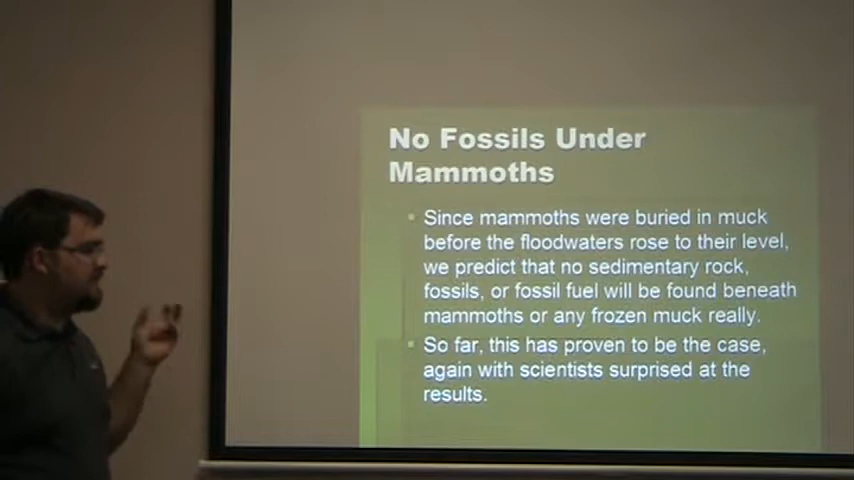 No Fossils Under
Mammoths
Since mammoths were buried in muck
before the floodwaters rose to their level,
we predict that no sedimentary rock,
fossils, or fossil fuel will be found beneath
mammoths or any frozen muck really.
So far, this has proven to be the case,
again with scientists surprised at the
results.